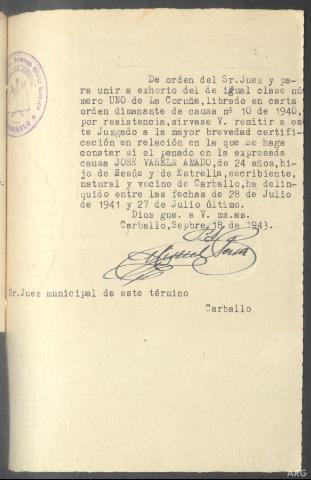 De orden del Sr.Juez y pa-
ra unir a exhorto del de igual clase nú
mero UNO de La Coruña, librado en carta
orden dimanante de causa nº 10 de 1940,
por resistencia, sirvase V. remitir a es
te Juzgado a la mayor brevedad certifi-
cación en relación en la que se haga
constar si el penado en la expresada
causa JOSE VARELA AMADO, de 24 años, hi-
jo de Jesús y de Estrella, escribiente,
natural y vecino de Carballo, ha delin-
quido entre las fechas de 28 de Julio
de 1941 y 27 de Julio último.
Dios gue. a V. ms.as.
Carballo, Sepbre. 18 de 1943.
Sr.Juez municipal de este término
Carballo
ARG